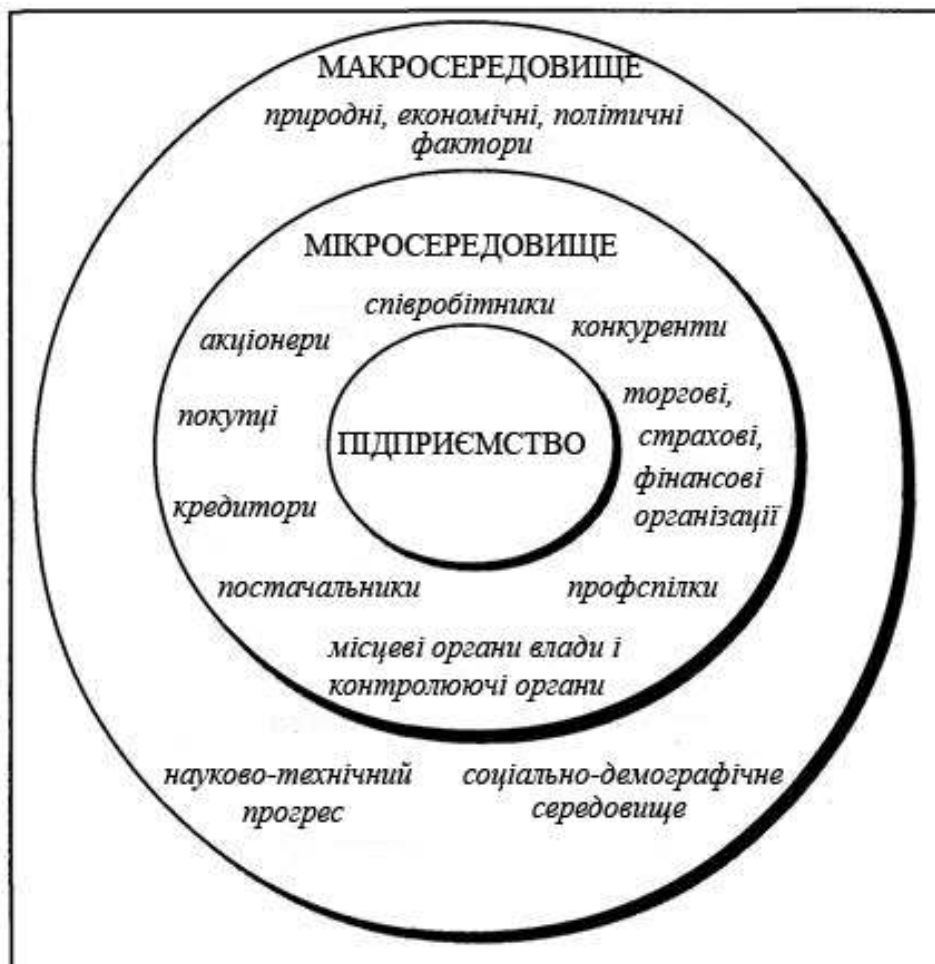 МАКРОСЕРЕДОВИЩЕ
природні, економічні, політичні
фактори
МІКРОСЕРЕДОВИЩЕ
співробітники
акціонери
конкуренти
покупці
торгові,
страхові,
фінансові
організації
ПІДПРИЄМСТВО
кредитори
постачальники
профспілки
місцеві органи влади і
контролюючі органи
науково-технічний
прогрес
соціально-демографічне
середовище